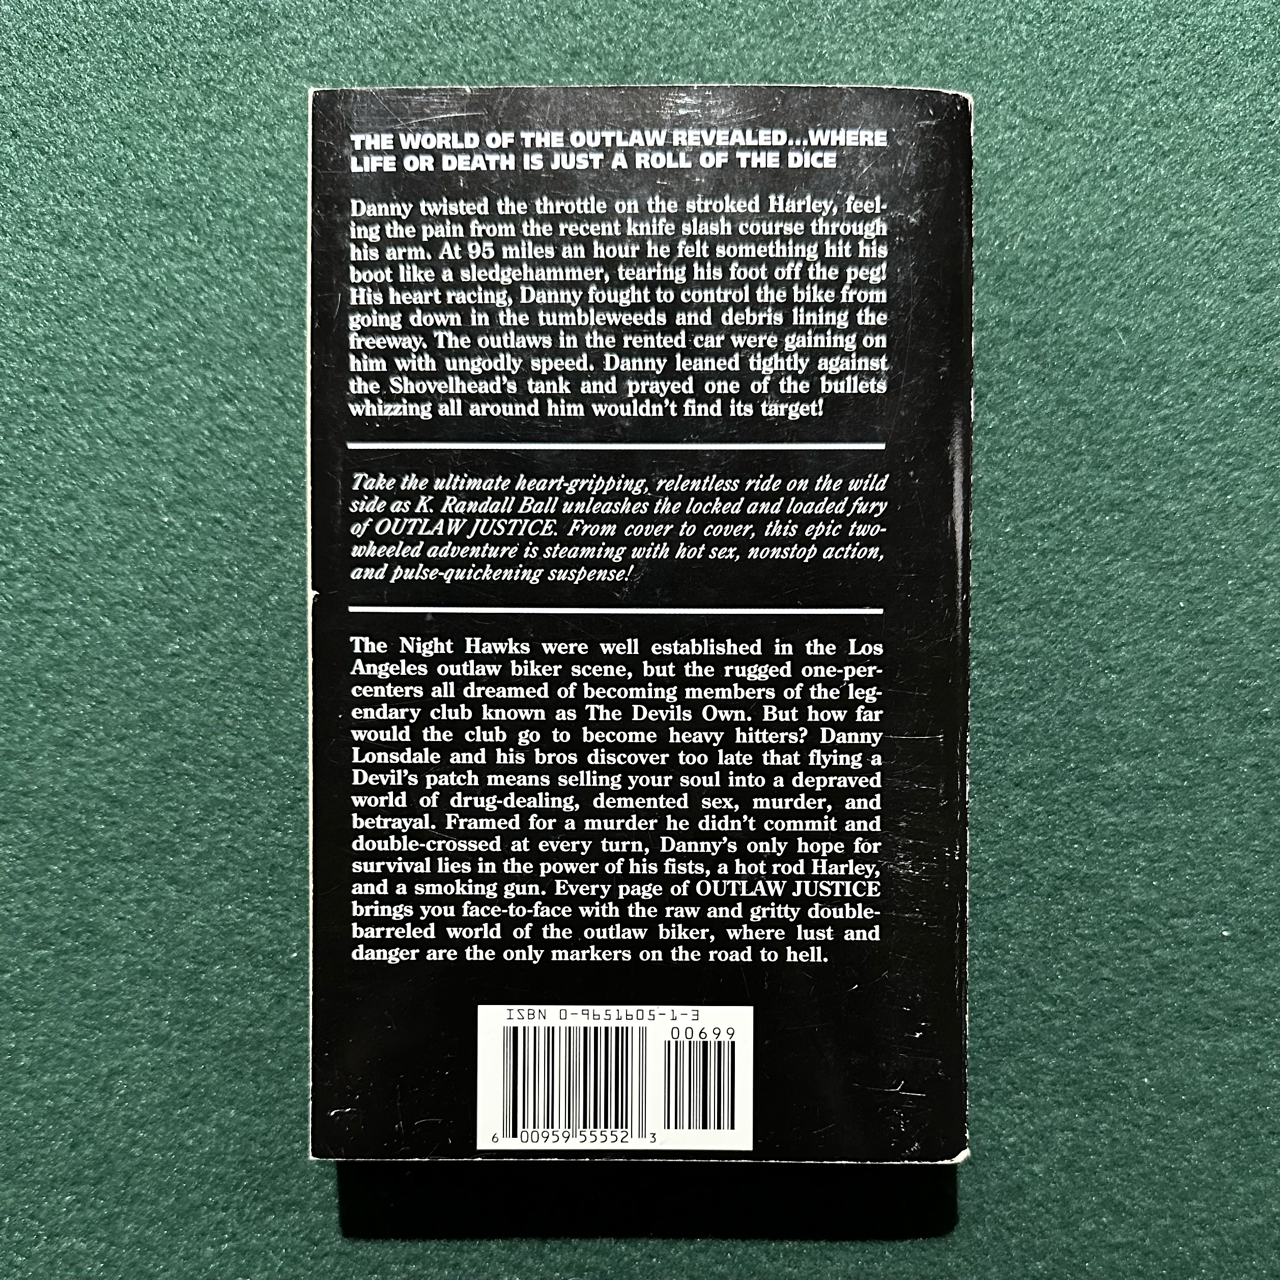 THE WORLD OF THE OUTLAW REVEALED...WHERE
LIFE OR DEATH IS JUST A ROLL OF THE DICE
Danny twisted the throttle on the stroked Harley, feel-
ing the pain from the recent knife slash course through
his arm. At 95 miles an hour he felt something hit his
boot like a sledgehammer, tearing his foot off the peg!
His heart racing, Danny fought to control the bike from
going down in the tumbleweeds and debris lining the
freeway. The outlaws in the rented car were gaining on
him with ungodly speed. Danny leaned tightly against
the Shovelhead's tank and prayed one of the bullets
whizzing all around him wouldn't find its target!
Take the ultimate heart-gripping, relentless ride on the wild
side as K. Randall Ball unleashes the locked and loaded fury
of OUTLAW JUSTICE. From cover to cover, this epic two-
wheeled adventure is steaming with hot sex, nonstop action,
and pulse-quickening suspense!
The Night Hawks were well established in the Los
Angeles outlaw biker scene, but the rugged one-per-
centers all dreamed of becoming members of the leg-
endary club known as The Devils Own. But how far
would the club go to become heavy hitters? Danny
Lonsdale and his bros discover too late that flying a
Devil's patch means selling your soul into a depraved
world of drug-dealing, demented sex, murder, and
betrayal. Framed for a murder he didn't commit and
double-crossed at every turn, Danny's only hope for
survival lies in the power of his fists, a hot rod Harley,
and a smoking gun. Every page of OUTLAW JUSTICE
brings you face-to-face with the raw and gritty double-
barreled world of the outlaw biker, where lust and
danger are the only markers on the road to hell.
ISBN 0-9651605-1-3
00699
6 00959 55552 3